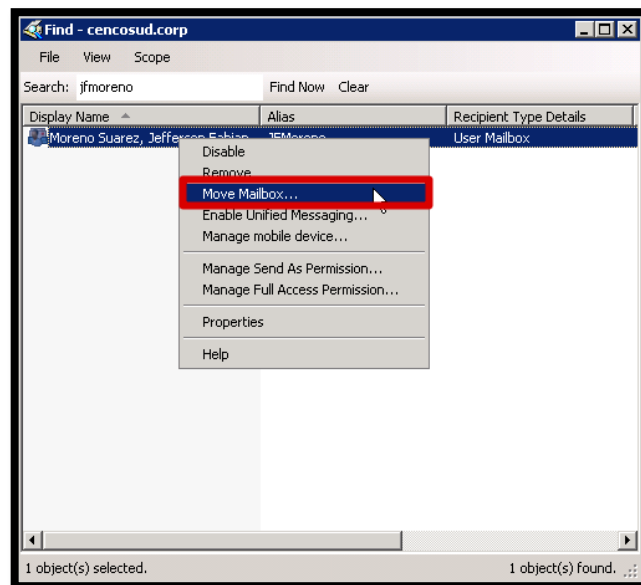 Find - cencosud.corp
File View Scope
Search: jfmoreno Find Now Clear
Display Name Alias Recipient Type Details
Moreno Suarez, Jefferson Fabian JFMoreno User Mailbox
Disable
Remove
Move Mailbox...
Enable Unified Messaging...
Manage mobile device...
Manage Send As Permission...
Manage Full Access Permission...
Properties
Help
1 object(s) selected. 1 object(s) found.